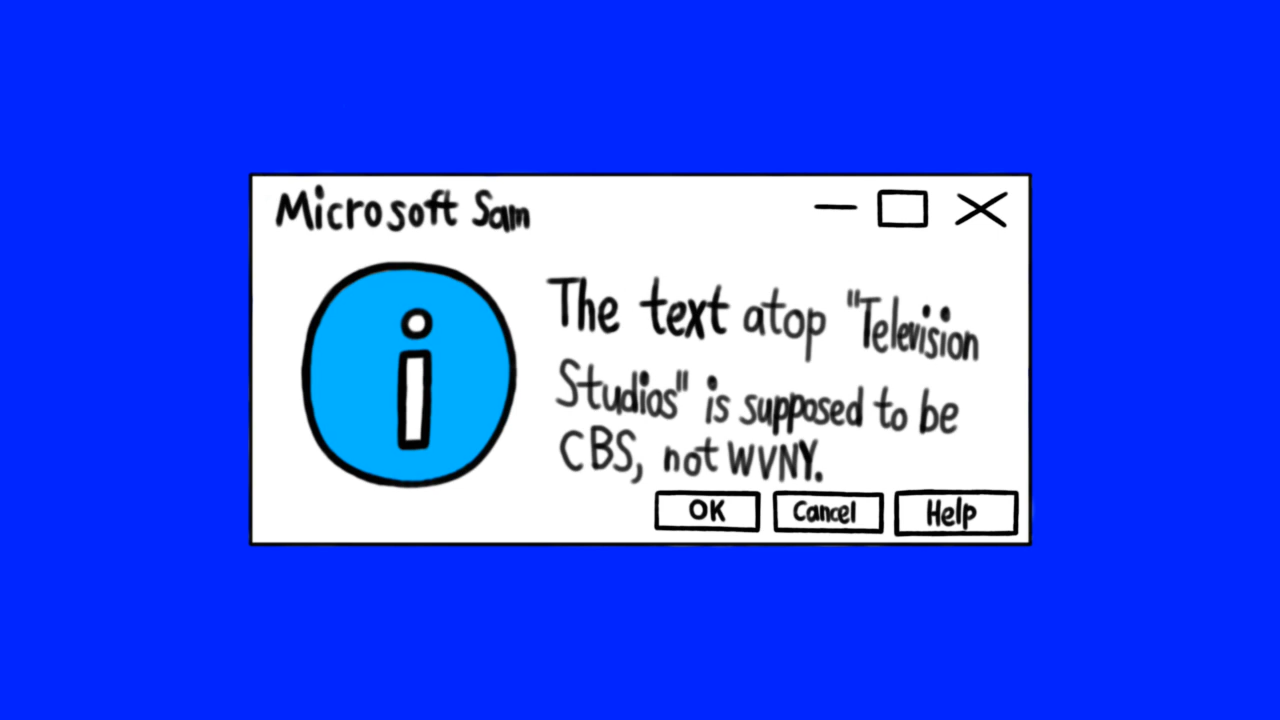 Microsoft Sam
The text atop "Television
Studios" is supposed to be
CBS, not WVNY.
OK Cancel Help